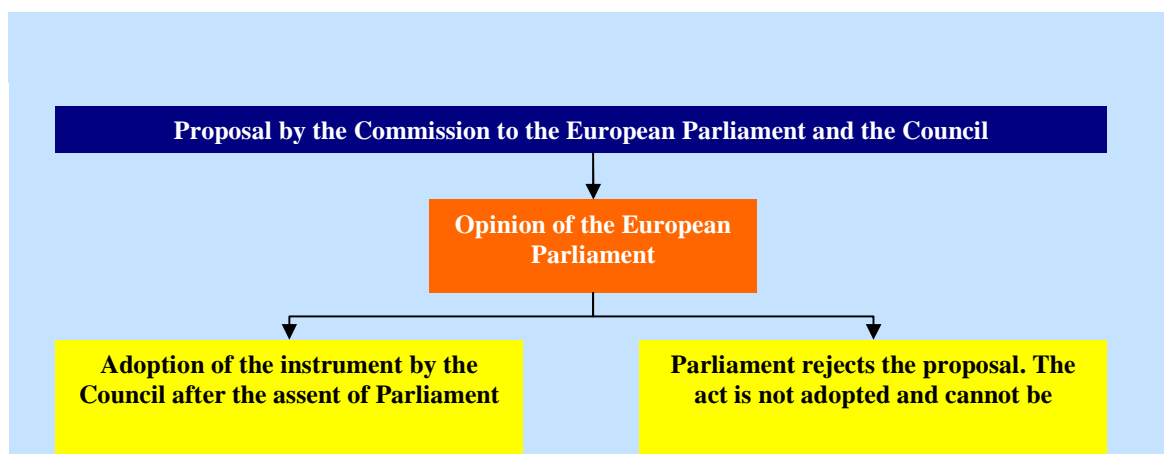 Proposal by the Commission to the European Parliament and the Council
Opinion of the European
Parliament
Adoption of the instrument by the
Council after the assent of Parliament
Parliament rejects the proposal. The
act is not adopted and cannot be